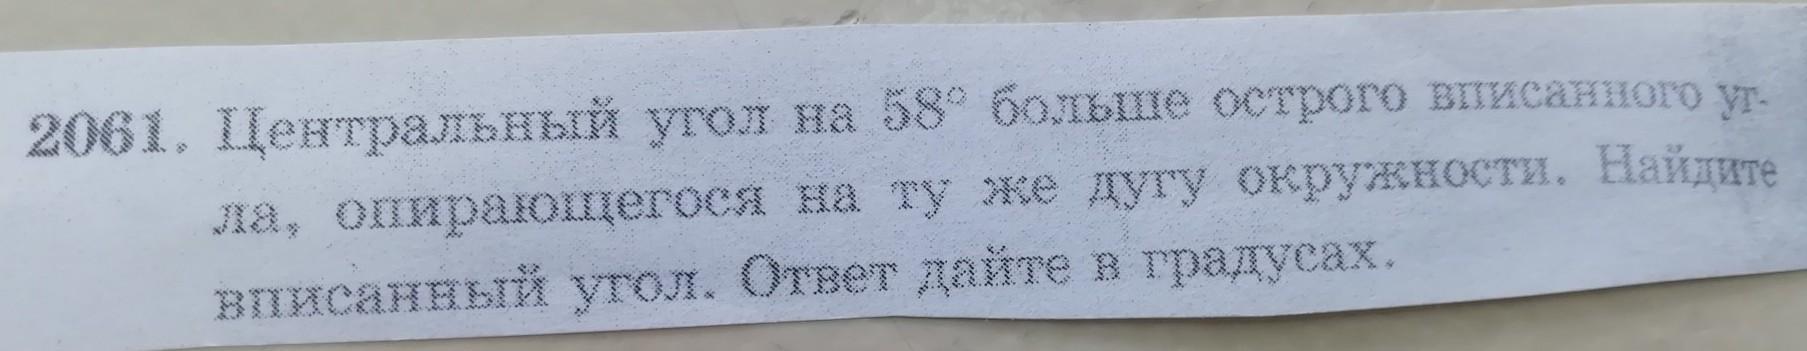 2061. Центральный угол на 58° больше острого вписанного уг-
ла, опирающегося на ту же дугу окружности. Найдите
вписанный угол. Ответ дайте в градусах.